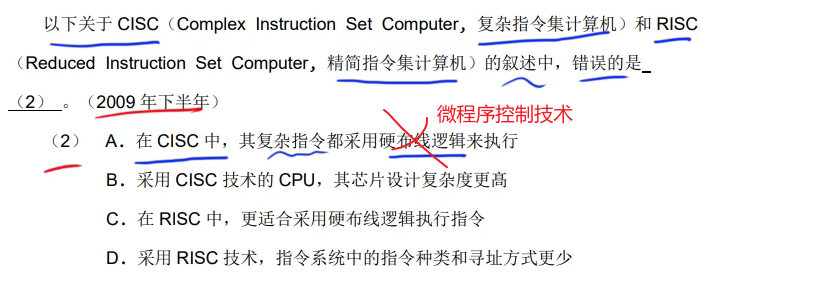 以下关于 CISC（Complex Instruction Set Computer，复杂指令集计算机）和 RISC
（Reduced Instruction Set Computer，精简指令集计算机）的叙述中，错误的是
（2） 。（2009 年下半年）
微程序控制技术
（2） A．在 CISC 中，其复杂指令都采用硬布线逻辑来执行
B．采用 CISC 技术的 CPU，其芯片设计复杂度更高
C．在 RISC 中，更适合采用硬布线逻辑执行指令
D．采用 RISC 技术，指令系统中的指令种类和寻址方式更少